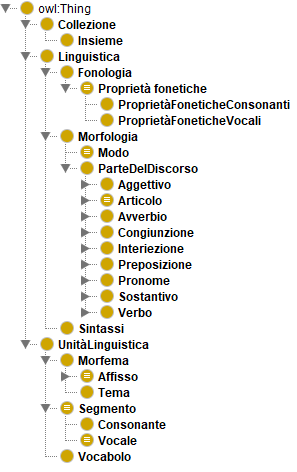 owl:Thing
Collezione
Insieme
Linguistica
Fonologia
Proprietà fonetiche
ProprietàFoneticheConsonanti
ProprietàFoneticheVocali
Morfologia
Modo
ParteDelDiscorso
Aggettivo
Articolo
Avverbio
Congiunzione
Interiezione
Preposizione
Pronome
Sostantivo
Verbo
Sintassi
UnitàLinguistica
Morfema
Affisso
Tema
Segmento
Consonante
Vocale
Vocabolo